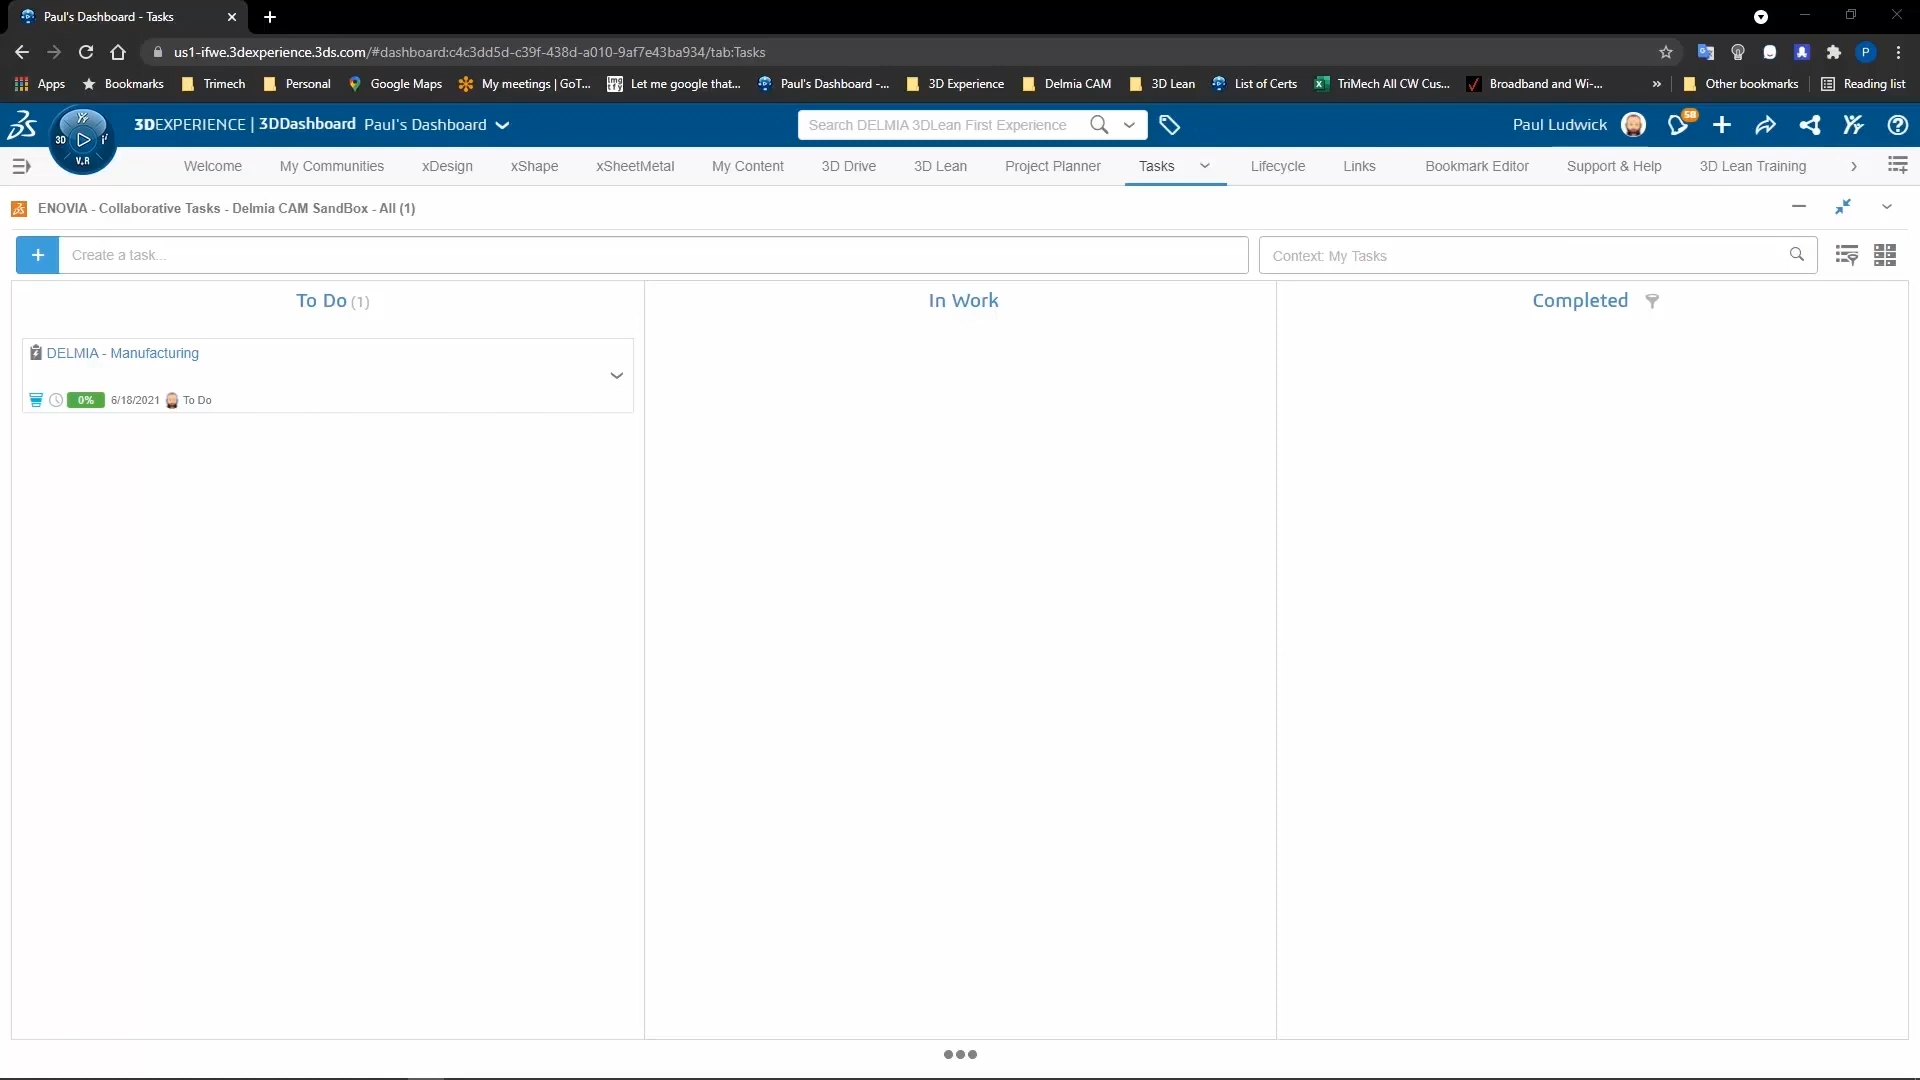 Paul's Dashboard - Tasks
us1-ifwe.3dexperience.3ds.com/#dashboard:c4c3dd5d-c39f-438d-a010-9af7e43ba934/tab:Tasks
P
Apps Bookmarks Trimech Personal Google Maps My meetings | GoT... Let me google that... Paul's Dashboard -... 3D Experience Delmia CAM 3D Lean List of Certs TriMech All CW Cus... Broadband and Wi-... » Other bookmarks Reading list
3D V.R 3DEXPERIENCE | 3DDashboard Paul's Dashboard Search DELMIA 3DLean First Experience Paul Ludwick 58
Welcome My Communities xDesign xShape xSheetMetal My Content 3D Drive 3D Lean Project Planner Tasks Lifecycle Links Bookmark Editor Support & Help 3D Lean Training
ENOVIA - Collaborative Tasks - Delmia CAM SandBox - All (1)
+ Create a task... Context: My Tasks
To Do (1) In Work Completed
DELMIA - Manufacturing
0% 6/18/2021 To Do